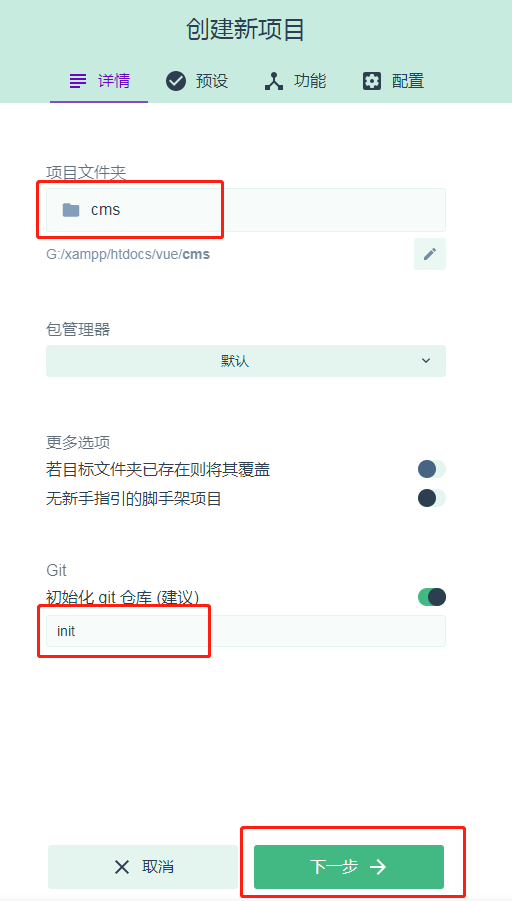 创建新项目
详情 预设 功能 配置
项目文件夹
cms
G:/xampp/htdocs/vue/cms
包管理器
默认
更多选项
若目标文件夹已存在则将其覆盖
无新手指引的脚手架项目
Git
初始化 git 仓库 (建议)
init
取消 下一步